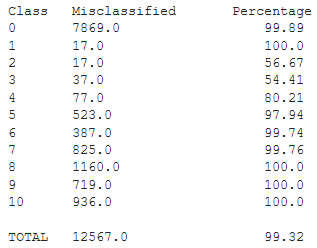 Class Misclassified Percentage
0 7869.0 99.89
1 17.0 100.0
2 17.0 56.67
3 37.0 54.41
4 77.0 80.21
5 523.0 97.94
6 387.0 99.74
7 825.0 99.76
8 1160.0 100.0
9 719.0 100.0
10 936.0 100.0
TOTAL 12567.0 99.32